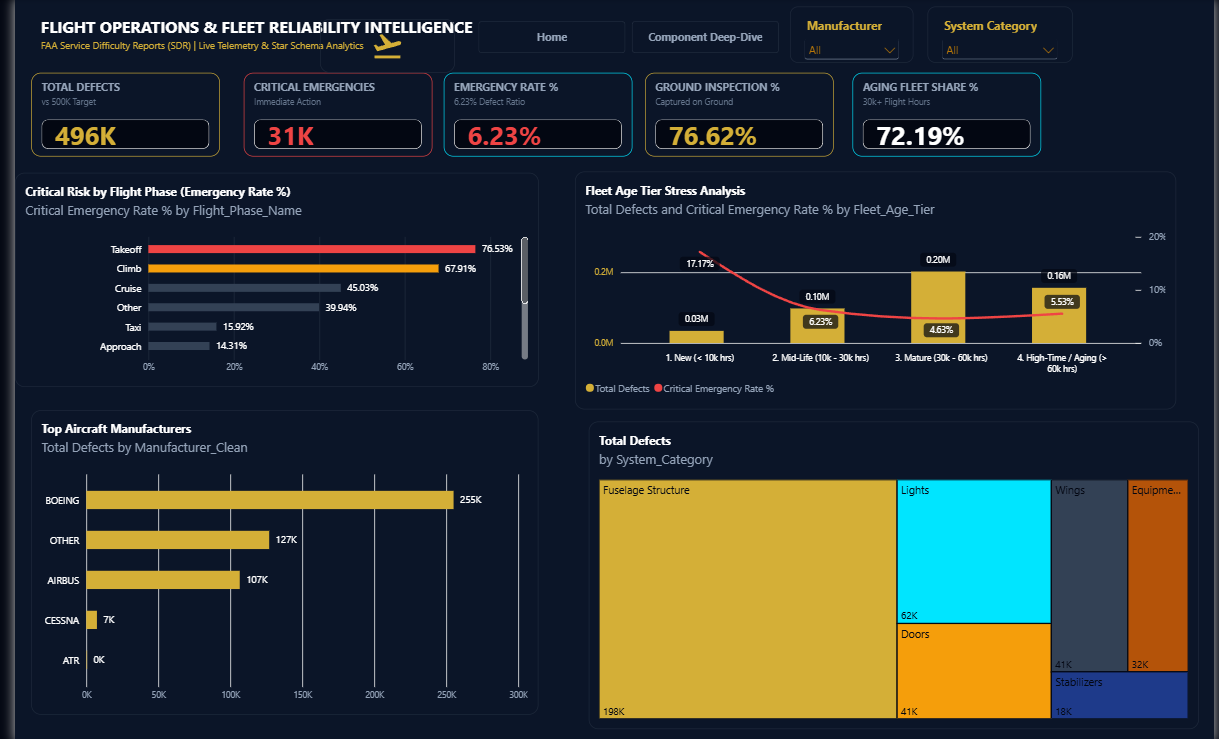 FLIGHT OPERATIONS & FLEET RELIABILITY INTELLIGENCE
FAA Service Difficulty Reports (SDR) | Live Telemetry & Star Schema Analytics
Home
Component Deep-Dive
Manufacturer
All
System Category
All
TOTAL DEFECTS
vs 500K Target
496K
CRITICAL EMERGENCIES
Immediate Action
31K
EMERGENCY RATE %
6.23% Defect Ratio
6.23%
GROUND INSPECTION %
Captured on Ground
76.62%
AGING FLEET SHARE %
30k+ Flight Hours
72.19%
Critical Risk by Flight Phase (Emergency Rate %)
Critical Emergency Rate % by Flight_Phase_Name
Takeoff 76.53%
Climb 67.91%
Cruise 45.03%
Other 39.94%
Taxi 15.92%
Approach 14.31%
0% 20% 40% 60% 80%
Fleet Age Tier Stress Analysis
Total Defects and Critical Emergency Rate % by Fleet_Age_Tier
20%
0.20M
17.17%
0.2M
0.16M
10%
0.10M
5.53%
0.03M
6.23%
4.63%
0.0M
0%
1. New (< 10k hrs) 2. Mid-Life (10k - 30k hrs) 3. Mature (30k - 60k hrs) 4. High-Time / Aging (>
60k hrs)
Total Defects Critical Emergency Rate %
Top Aircraft Manufacturers
Total Defects by Manufacturer_Clean
BOEING 255K
OTHER 127K
AIRBUS 107K
CESSNA 7K
ATR 0K
0K 50K 100K 150K 200K 250K 300K
Total Defects
by System_Category
Fuselage Structure
198K
Lights
62K
Doors
41K
Wings
41K
Equipme...
32K
Stabilizers
18K